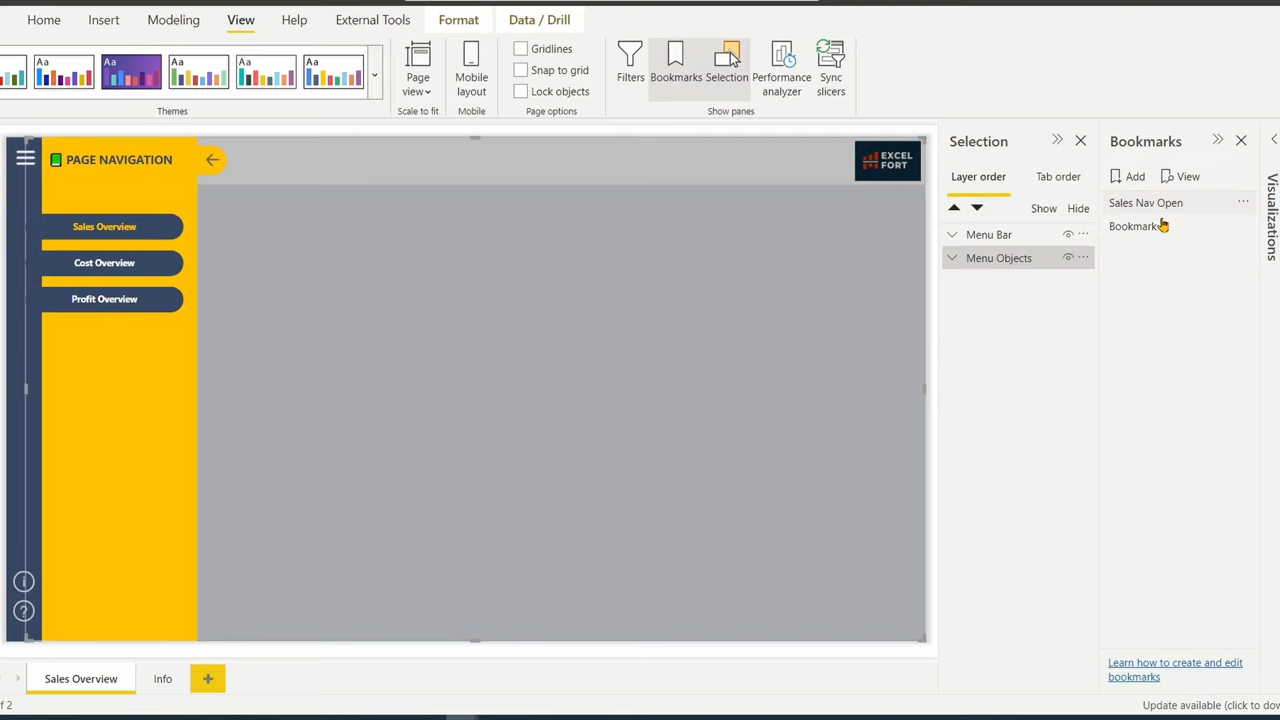 Home Insert Modeling View Help External Tools Format Data / Drill
Aa Aa Aa Aa Aa
Themes
Page view
Scale to fit
Mobile layout
Mobile
Gridlines
Snap to grid
Lock objects
Page options
Filters
Bookmarks
Selection
Performance analyzer
Sync slicers
Show panes
PAGE NAVIGATION
EXCEL
FORT
Sales Overview
Cost Overview
Profit Overview
i
?
Selection
Layer order Tab order
Show Hide
Menu Bar
Menu Objects
Bookmarks
Add View
Sales Nav Open
Bookmark
Learn how to create and edit
bookmarks
Visualizations
Sales Overview Info +
f 2
Update available (click to dow